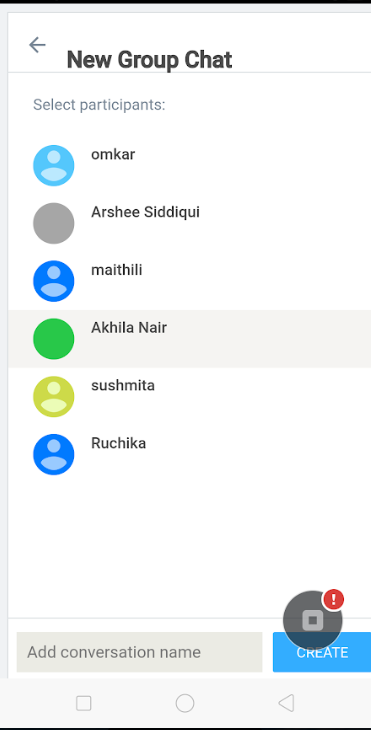 New Group Chat
Select participants:
omkar
Arshee Siddiqui
maithili
Akhila Nair
sushmita
Ruchika
!
Add conversation name
CREATE